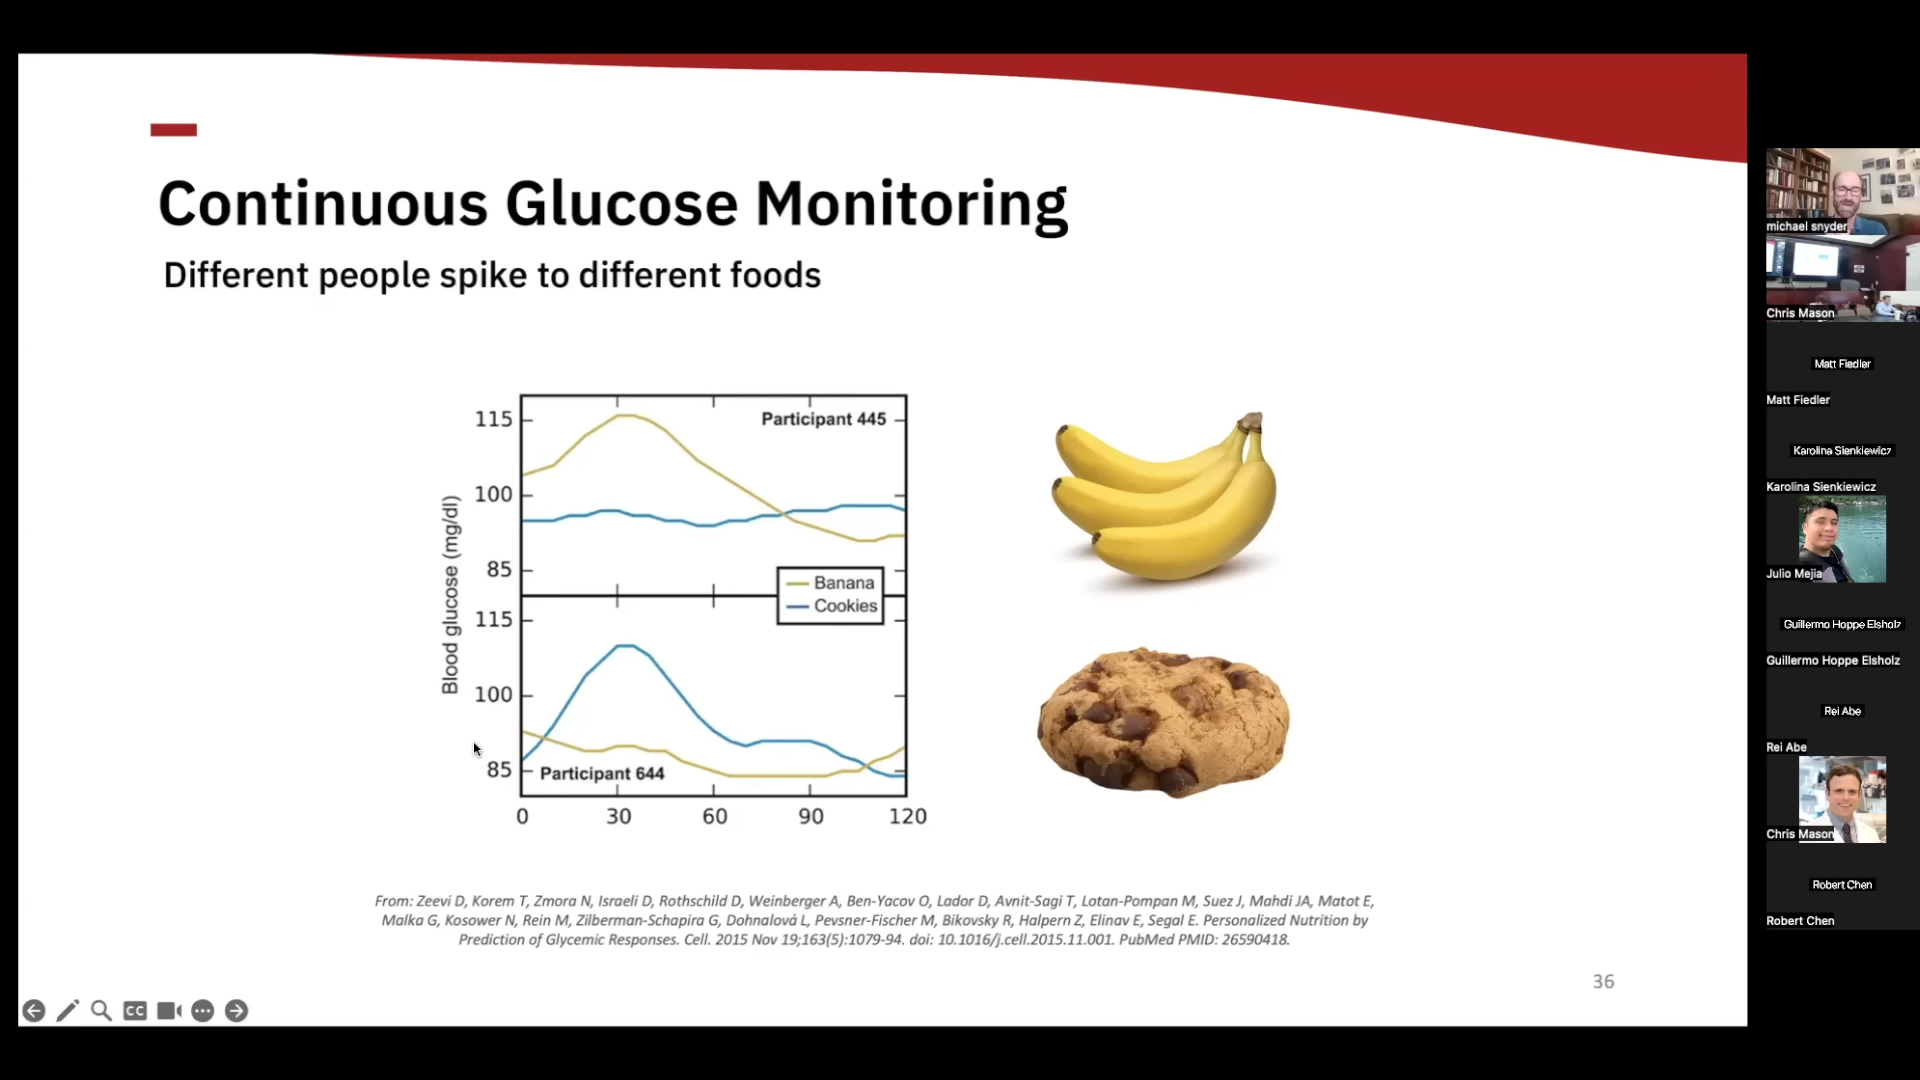 Continuous Glucose Monitoring
Different people spike to different foods
Blood glucose (mg/dl)
115
100
85
Participant 445
Banana
Cookies
115
100
85
Participant 644
0 30 60 90 120
From: Zeevi D, Korem T, Zmora N, Israeli D, Rothschild D, Weinberger A, Ben-Yacov O, Lador D, Avnit-Sagi T, Lotan-Pompan M, Suez J, Mahdi JA, Matot E,
Malka G, Kosower N, Rein M, Zilberman-Schapira G, Dohnalová L, Pevsner-Fischer M, Bikovsky R, Halpern Z, Elinav E, Segal E. Personalized Nutrition by
Prediction of Glycemic Responses. Cell. 2015 Nov 19;163(5):1079-94. doi: 10.1016/j.cell.2015.11.001. PubMed PMID: 26590418.
36
CC
michael snyder
Chris Mason
Matt Fiedler
Matt Fiedler
Karolina Sienkiewicz
Karolina Sienkiewicz
Julio Mejia
Guillermo Hoppe Elsholz
Guillermo Hoppe Elsholz
Rei Abe
Rei Abe
Chris Mason
Robert Chen
Robert Chen